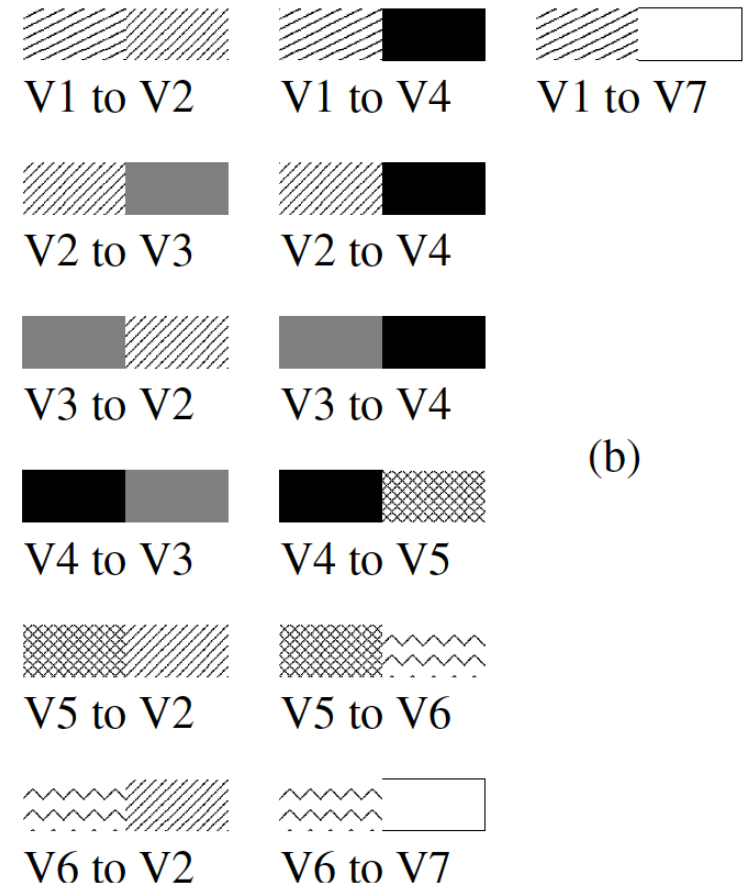 V1 to V2 V1 to V4 V1 to V7
V2 to V3 V2 to V4
V3 to V2 V3 to V4
(b)
V4 to V3 V4 to V5
V5 to V2 V5 to V6
V6 to V2 V6 to V7